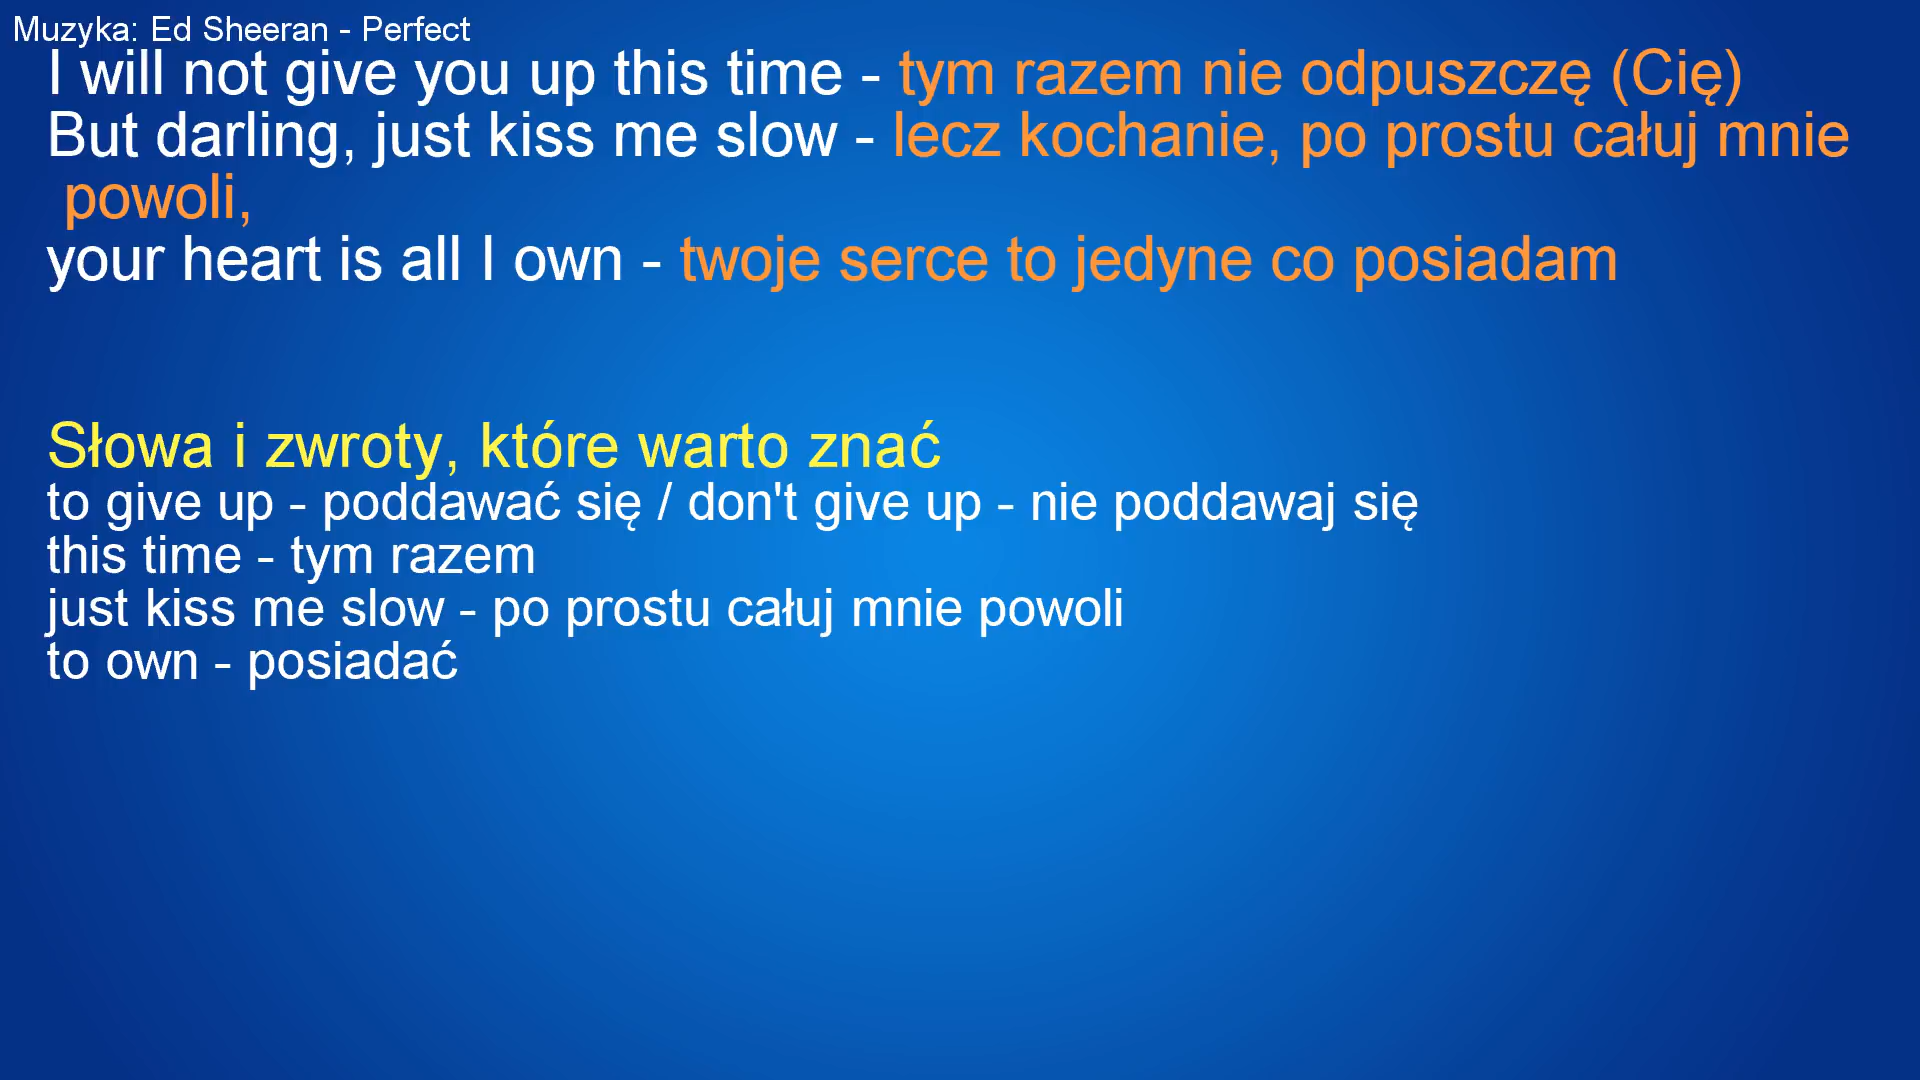 Muzyka: Ed Sheeran - Perfect
I will not give you up this time - tym razem nie odpuszczę (Cię)
But darling, just kiss me slow - lecz kochanie, po prostu całuj mnie
powoli,
your heart is all I own - twoje serce to jedyne co posiadam
Słowa i zwroty, które warto znać
to give up - poddawać się / don't give up - nie poddawaj się
this time - tym razem
just kiss me slow - po prostu całuj mnie powoli
to own - posiadać